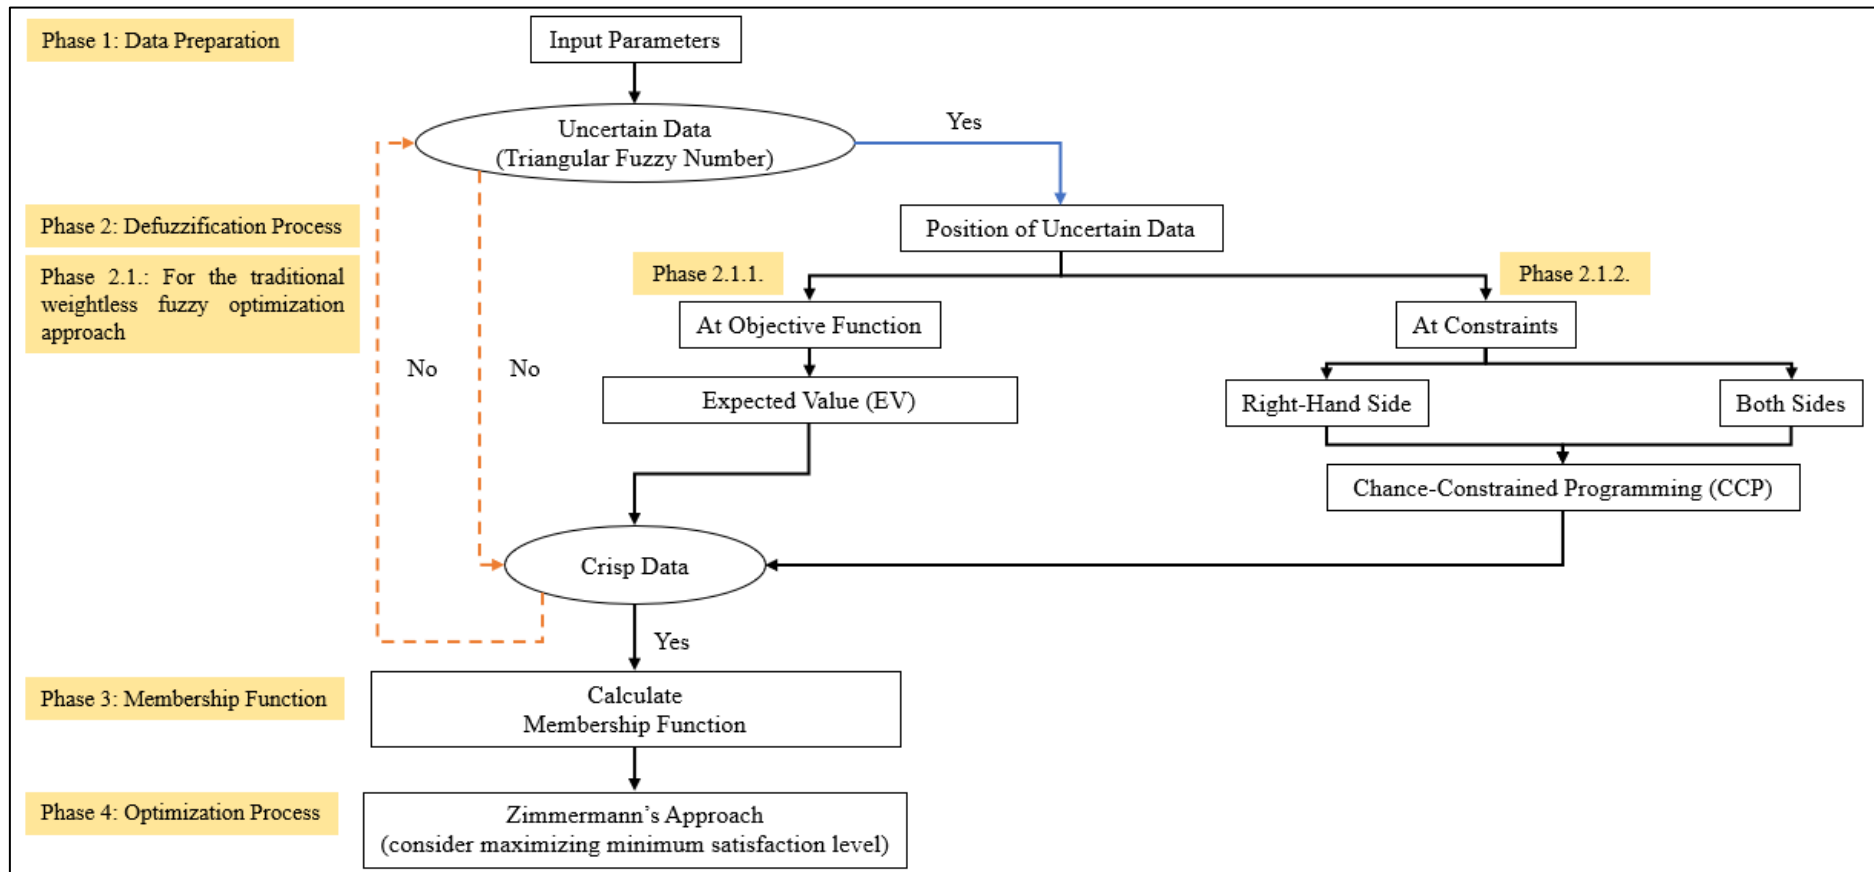 Phase 1: Data Preparation
Input Parameters
Uncertain Data
(Triangular Fuzzy Number)
Yes
Phase 2: Defuzzification Process
Position of Uncertain Data
Phase 2.1.: For the traditional
weightless fuzzy optimization
approach
Phase 2.1.1.
Phase 2.1.2.
At Objective Function
At Constraints
No
No
Expected Value (EV)
Right-Hand Side
Both Sides
Chance-Constrained Programming (CCP)
Crisp Data
Yes
Phase 3: Membership Function
Calculate
Membership Function
Phase 4: Optimization Process
Zimmermann’s Approach
(consider maximizing minimum satisfaction level)